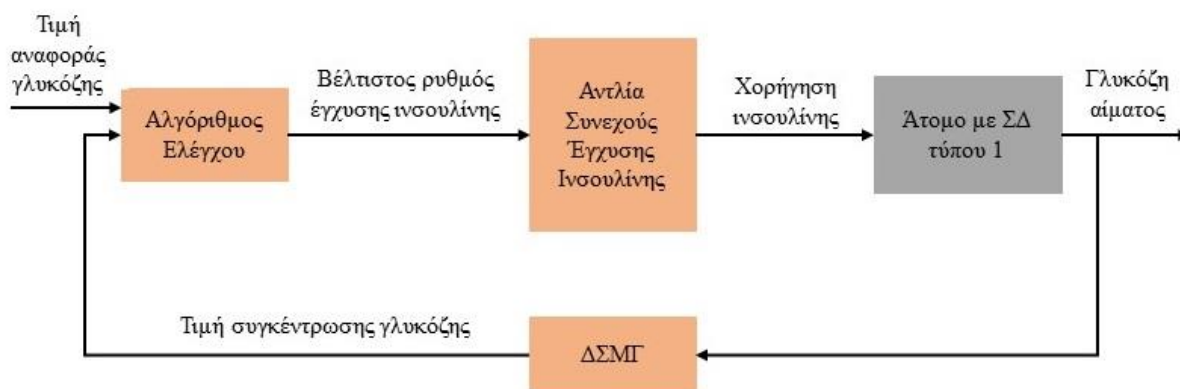 Τιμή
αναφοράς
γλυκόζης
Αλγόριθμος
Ελέγχου
Βέλτιστος ρυθμός
έγχυσης ινσουλίνης
Αντλία
Συνεχούς
Έγχυσης
Ινσουλίνης
Χορήγηση
ινσουλίνης
Άτομο με ΣΔ
τύπου 1
Γλυκόζη
αίματος
Τιμή συγκέντρωσης γλυκόζης
ΔΣΜΓ